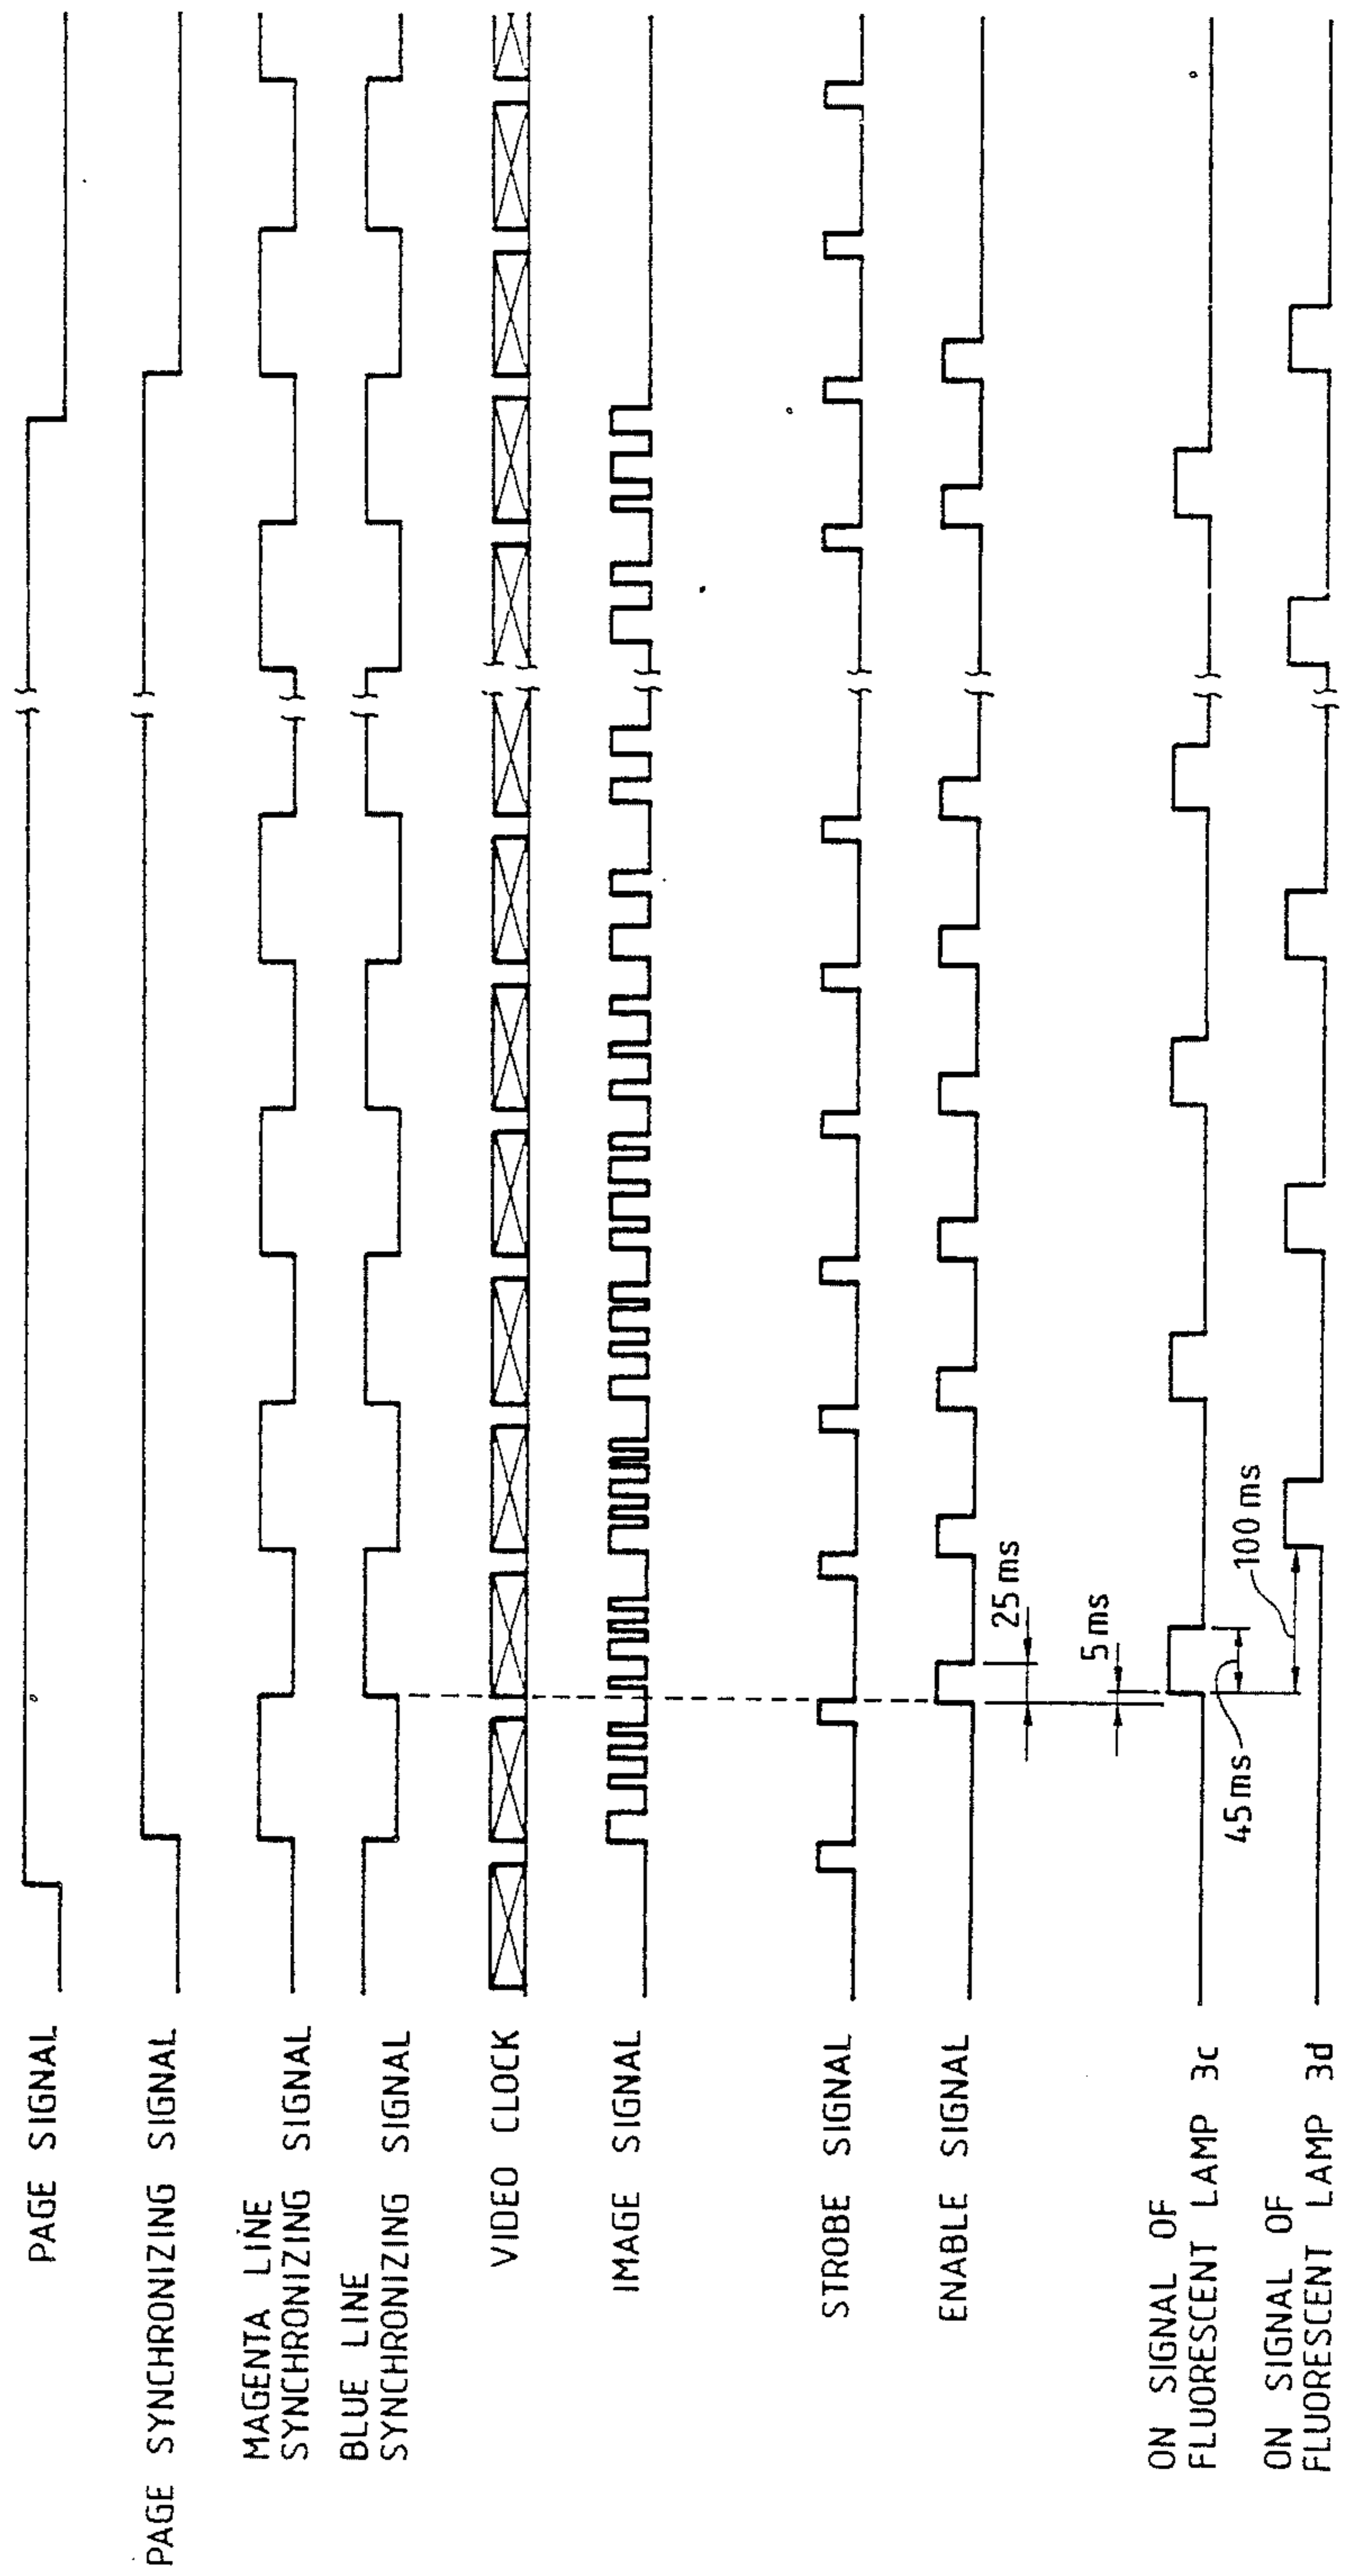 PAGE SIGNAL
PAGE SYNCHRONIZING SIGNAL
MAGENTA LINE
SYNCHRONIZING SIGNAL
BLUE LINE
SYNCHRONIZING SIGNAL
VIDEO CLOCK
IMAGE SIGNAL
STROBE SIGNAL
ENABLE SIGNAL
25 ms
5 ms
ON SIGNAL OF
FLUORESCENT LAMP 3c
45 ms
100 ms
ON SIGNAL OF
FLUORESCENT LAMP 3d